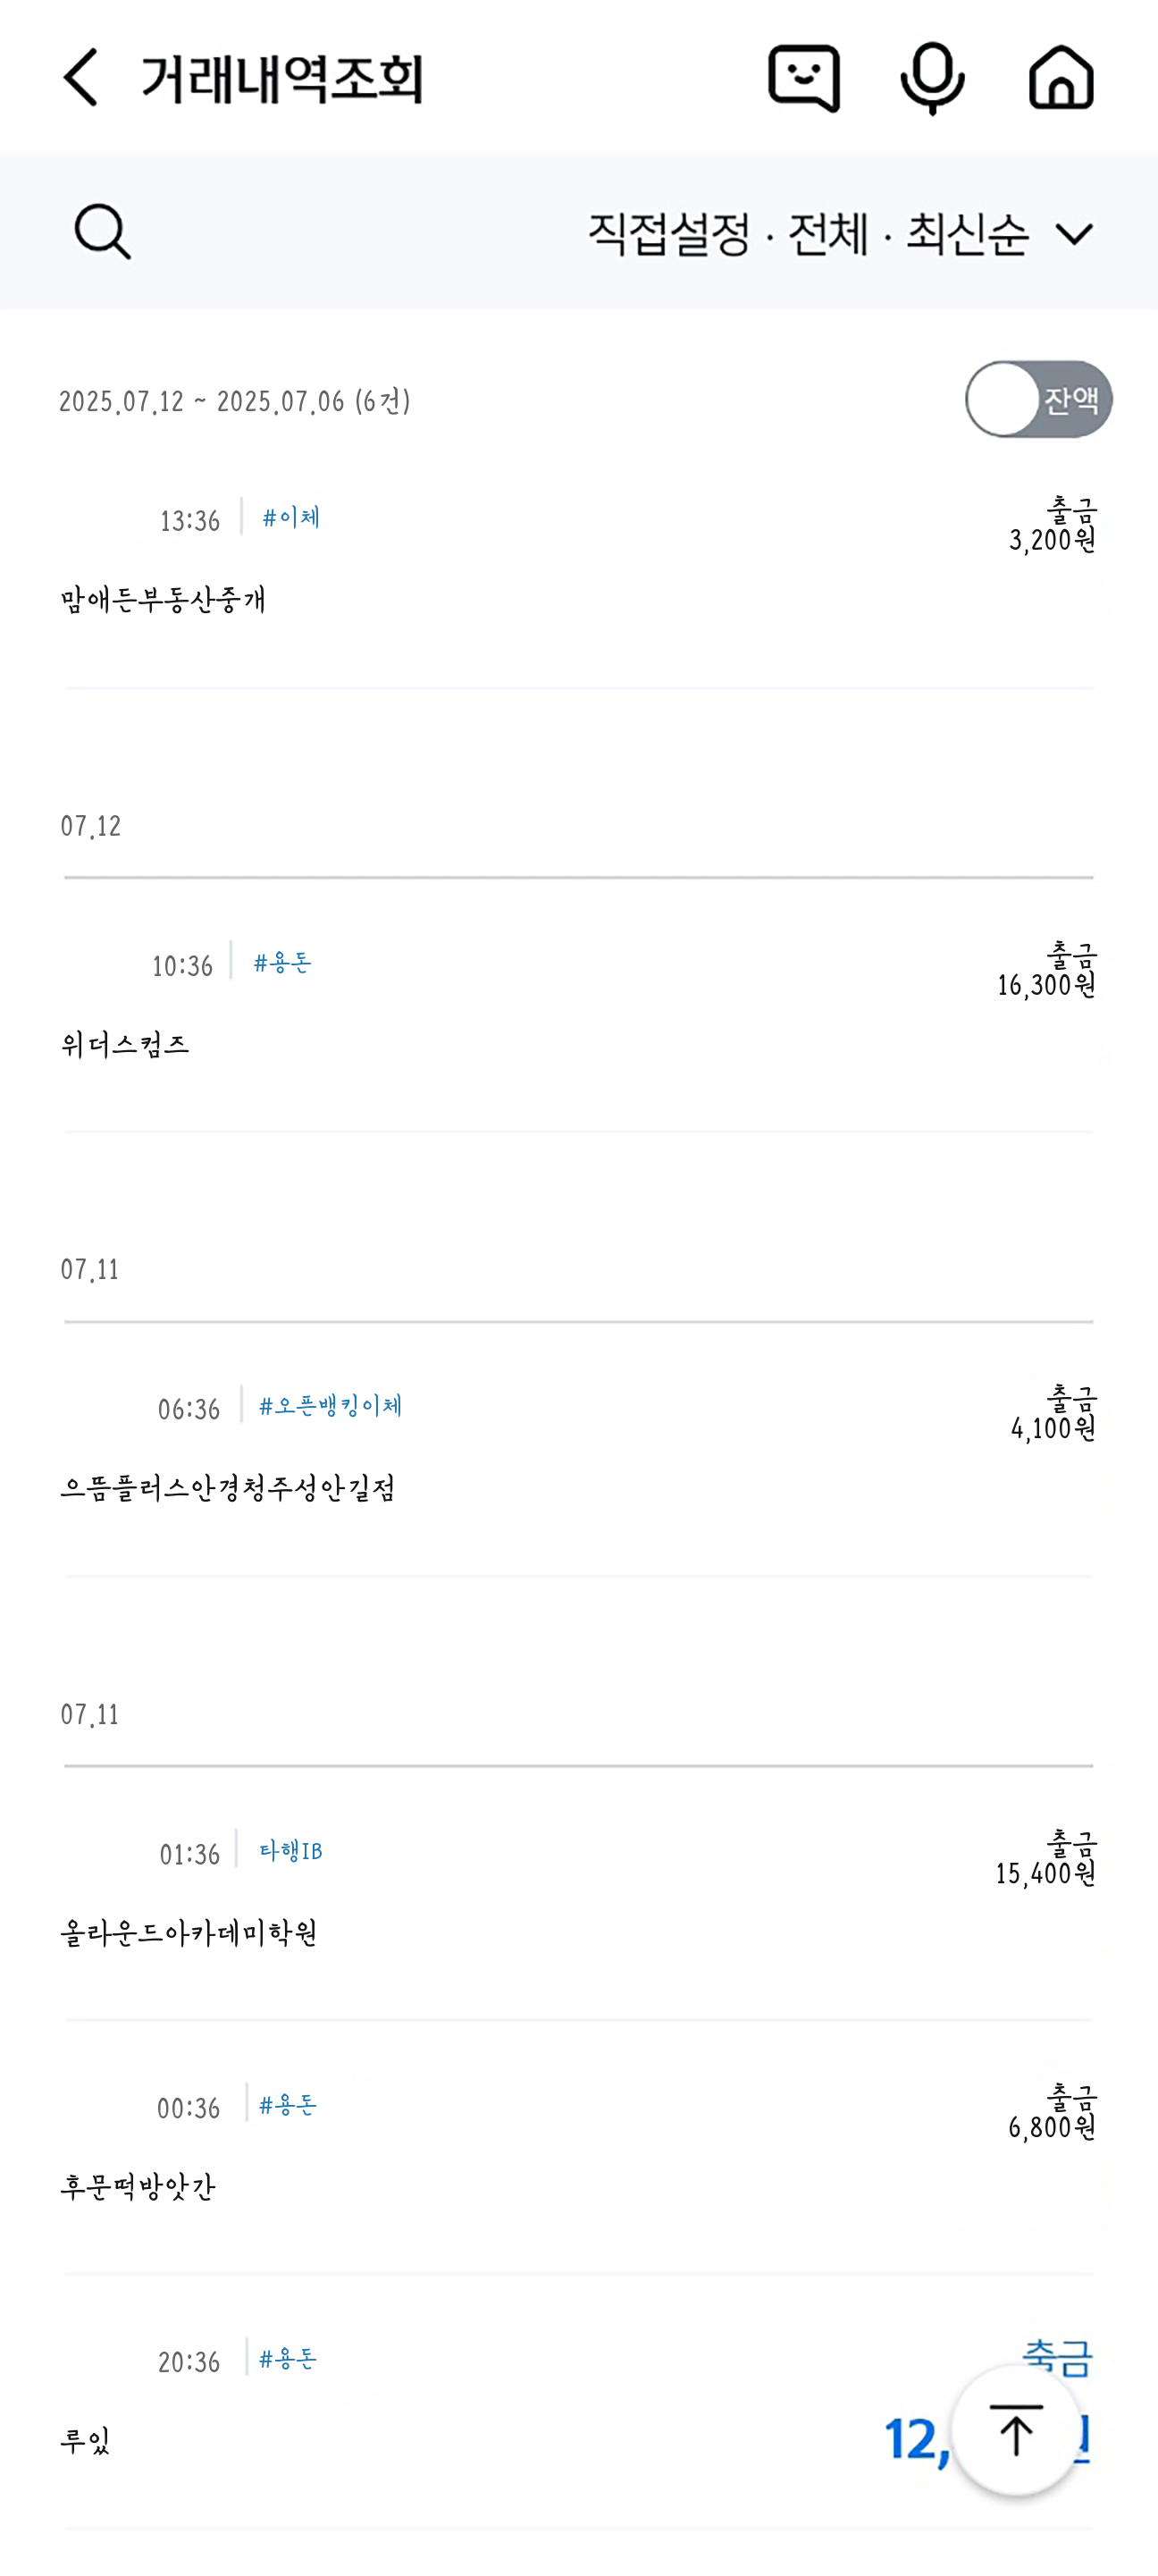 거래내역조회
직접설정 · 전체 · 최신순
2025.07.12 ~ 2025.07.06 (6건)
잔액
13:36 #이체
출금
3,200원
맘애든부동산중개
07.12
10:36 #용돈
출금
16,300원
위더스컴즈
07.11
06:36 #오픈뱅킹이체
출금
4,100원
으뜸플러스안경청주성안길점
07.11
01:36 타행IB
출금
15,400원
올라운드아카데미학원
00:36 #용돈
출금
6,800원
후문떡방앗간
20:36 #용돈
루있
12,